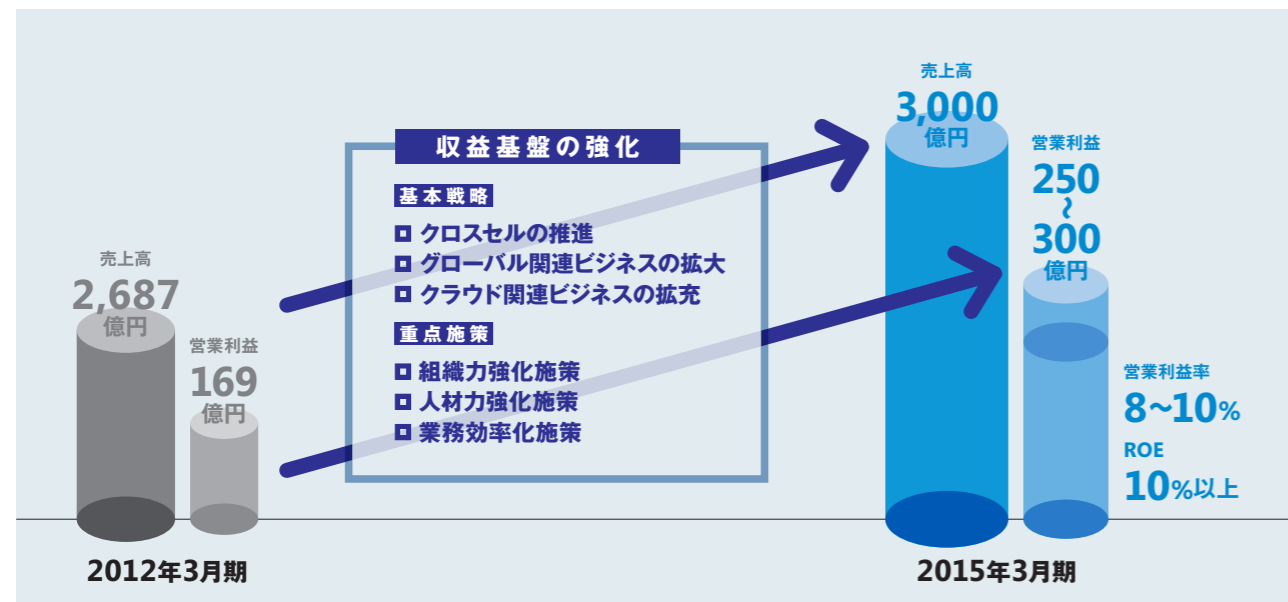 売上高
2,687
億円
営業利益
169
億円
2012年3月期
収益基盤の強化
基本戦略
クロスセルの推進
グローバル関連ビジネスの拡大
クラウド関連ビジネスの拡充
重点施策
組織力強化施策
人材力強化施策
業務効率化施策
売上高
3,000
億円
営業利益
250
〜
300
億円
営業利益率
8〜10%
ROE
10%以上
2015年3月期